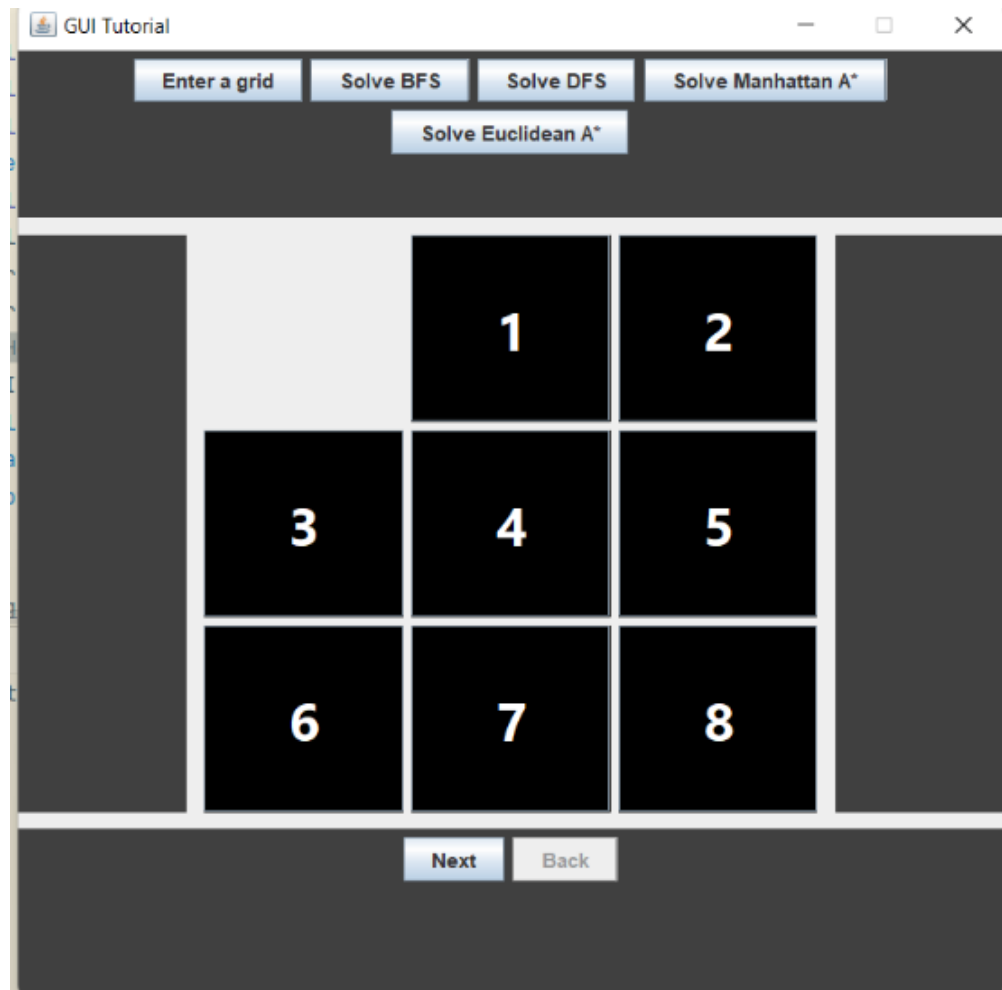 GUI Tutorial
Enter a grid Solve BFS Solve DFS Solve Manhattan A*
Solve Euclidean A*
1 2
3 4 5
6 7 8
Next Back